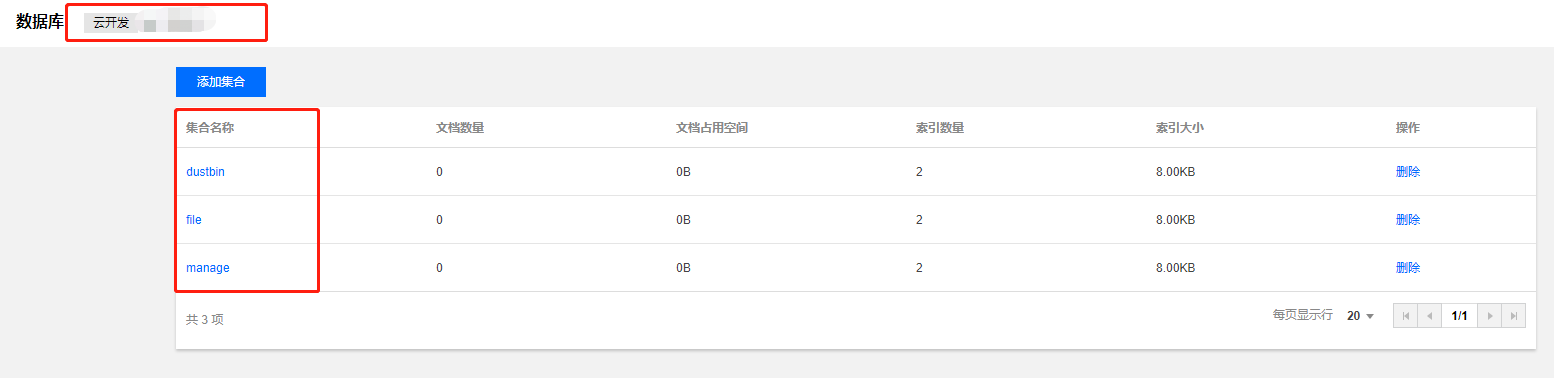 数据库 云开发
添加集合
集合名称 文档数量 文档占用空间 索引数量 索引大小 操作
dustbin 0 0B 2 8.00KB 删除
file 0 0B 2 8.00KB 删除
manage 0 0B 2 8.00KB 删除
共 3 项 每页显示行 20 1/1